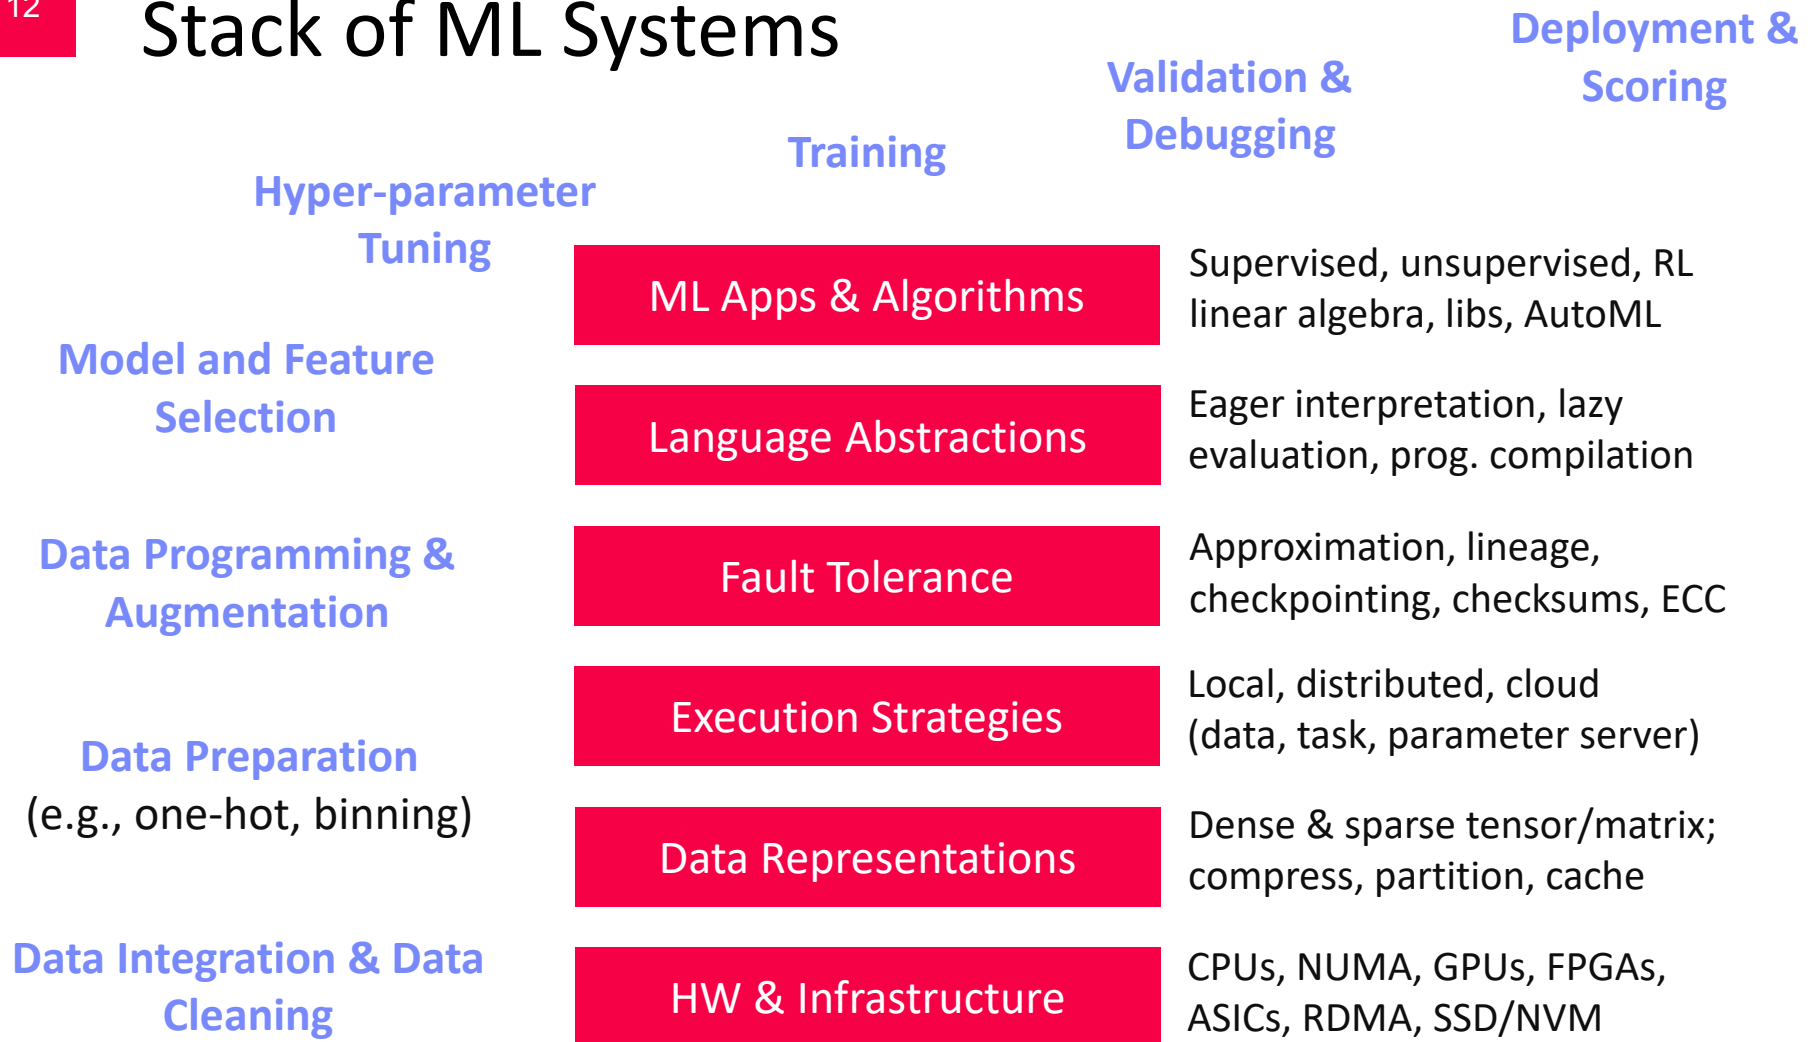 12
Stack of ML Systems
Deployment &
Scoring
Validation &
Debugging
Training
Hyper-parameter
Tuning
Model and Feature
Selection
Data Programming &
Augmentation
Data Preparation
(e.g., one-hot, binning)
Data Integration & Data
Cleaning
ML Apps & Algorithms
Supervised, unsupervised, RL
linear algebra, libs, AutoML
Language Abstractions
Eager interpretation, lazy
evaluation, prog. compilation
Fault Tolerance
Approximation, lineage,
checkpointing, checksums, ECC
Execution Strategies
Local, distributed, cloud
(data, task, parameter server)
Data Representations
Dense & sparse tensor/matrix;
compress, partition, cache
HW & Infrastructure
CPUs, NUMA, GPUs, FPGAs,
ASICs, RDMA, SSD/NVM